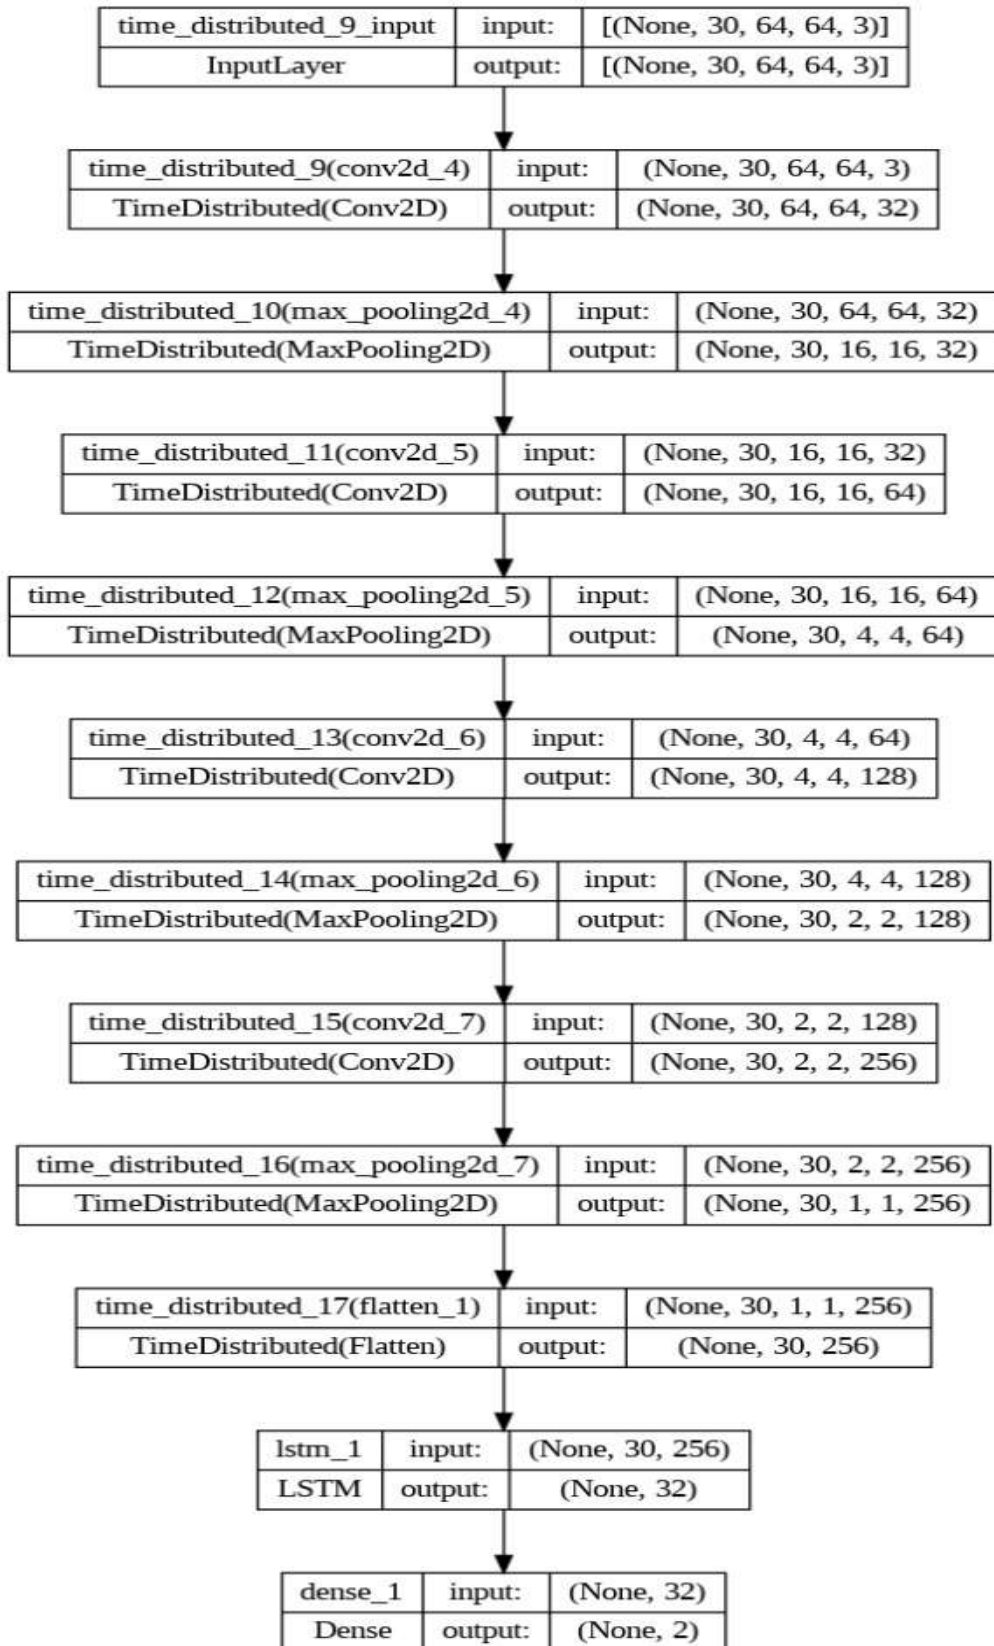 time_distributed_9_input input: [(None, 30, 64, 64, 3)]
InputLayer output: [(None, 30, 64, 64, 3)]
time_distributed_9(conv2d_4) input: (None, 30, 64, 64, 3)
TimeDistributed(Conv2D) output: (None, 30, 64, 64, 32)
time_distributed_10(max_pooling2d_4) input: (None, 30, 64, 64, 32)
TimeDistributed(MaxPooling2D) output: (None, 30, 16, 16, 32)
time_distributed_11(conv2d_5) input: (None, 30, 16, 16, 32)
TimeDistributed(Conv2D) output: (None, 30, 16, 16, 64)
time_distributed_12(max_pooling2d_5) input: (None, 30, 16, 16, 64)
TimeDistributed(MaxPooling2D) output: (None, 30, 4, 4, 64)
time_distributed_13(conv2d_6) input: (None, 30, 4, 4, 64)
TimeDistributed(Conv2D) output: (None, 30, 4, 4, 128)
time_distributed_14(max_pooling2d_6) input: (None, 30, 4, 4, 128)
TimeDistributed(MaxPooling2D) output: (None, 30, 2, 2, 128)
time_distributed_15(conv2d_7) input: (None, 30, 2, 2, 128)
TimeDistributed(Conv2D) output: (None, 30, 2, 2, 256)
time_distributed_16(max_pooling2d_7) input: (None, 30, 2, 2, 256)
TimeDistributed(MaxPooling2D) output: (None, 30, 1, 1, 256)
time_distributed_17(flatten_1) input: (None, 30, 1, 1, 256)
TimeDistributed(Flatten) output: (None, 30, 256)
lstm_1 input: (None, 30, 256)
LSTM output: (None, 32)
dense_1 input: (None, 32)
Dense output: (None, 2)